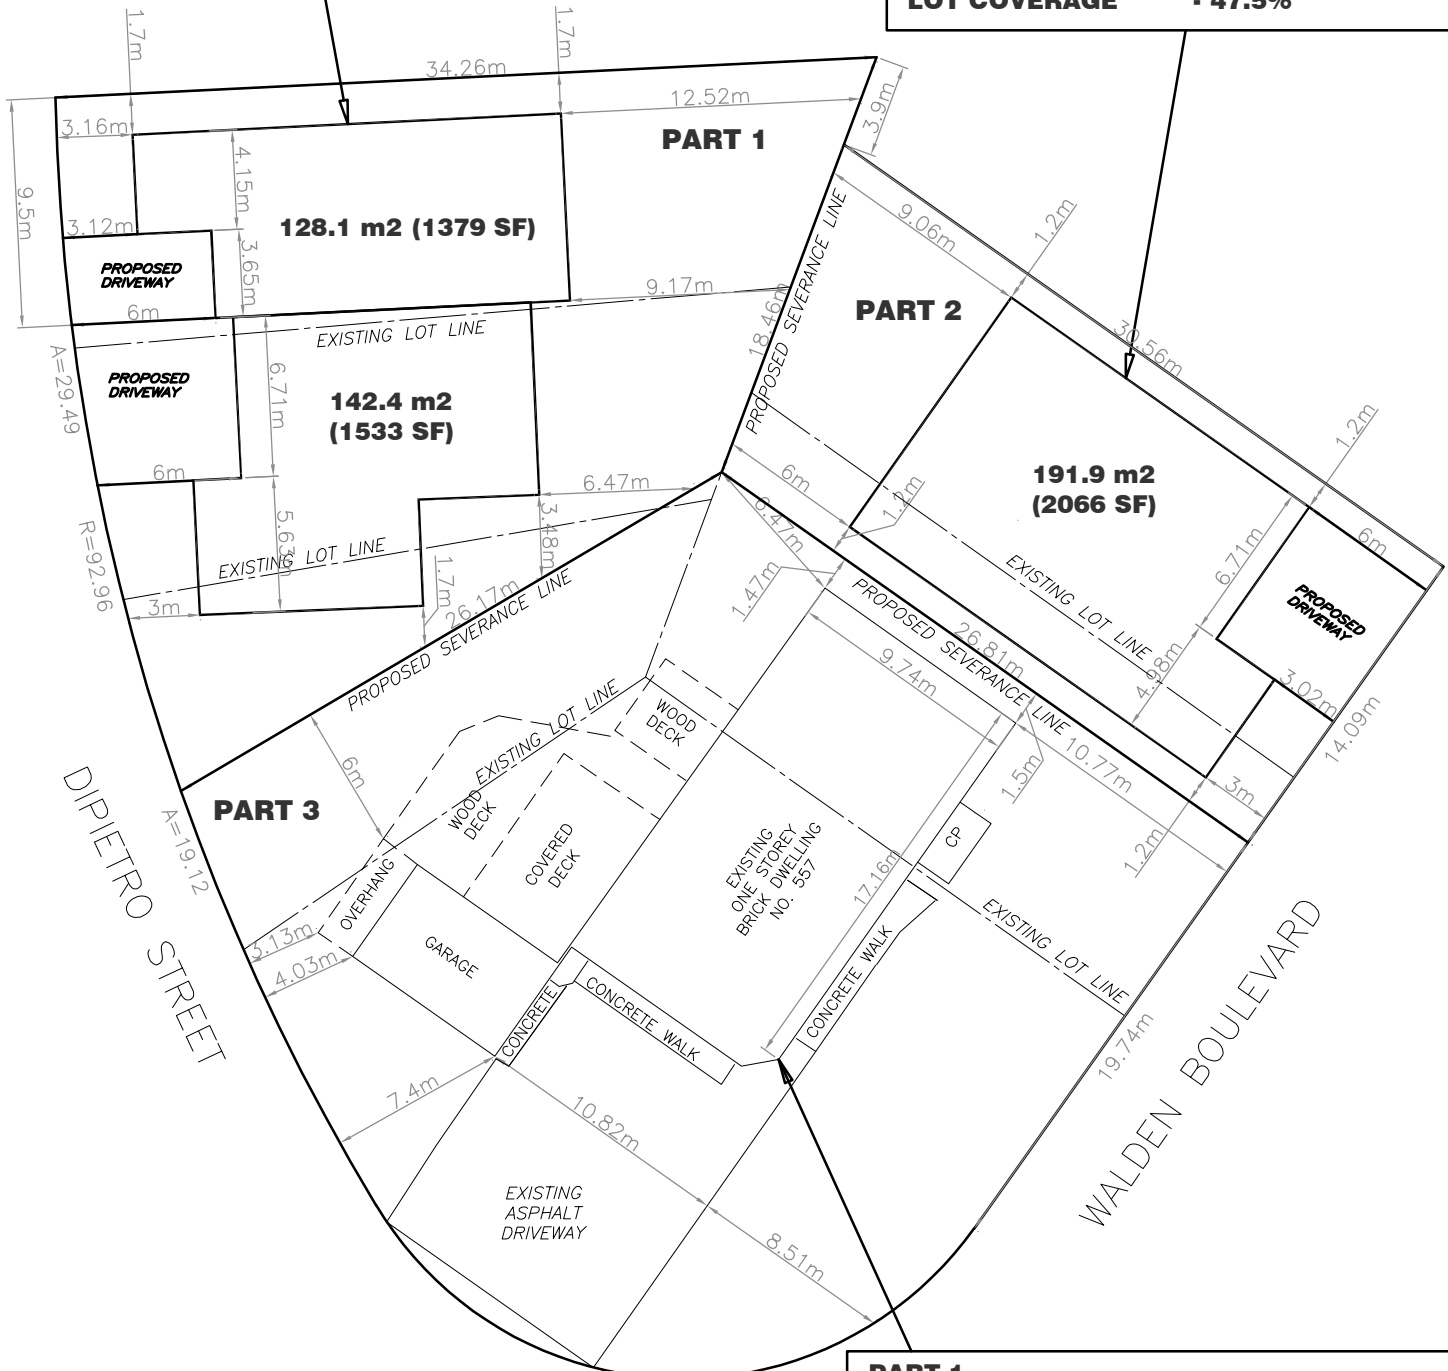 LOT COVERAGE : 47.5%
1.7m
1.7m
34.26m
12.52m
3.9m
3.16m
PART 1
4.15m
9.5m
128.1 m2 (1379 SF)
3.12m
3.65m
PROPOSED
DRIVEWAY
6m
9.17m
EXISTING LOT LINE
9.06m
1.2m
PROPOSED SEVERANCE LINE
18.46m
PART 2
30.56m
A=29.49
PROPOSED
DRIVEWAY
6.71m
142.4 m2
(1533 SF)
6m
6.47m
6m
6.47m
1.2m
191.9 m2
(2066 SF)
1.2m
6m
R=92.96
5.63m
3.48m
EXISTING LOT LINE
3m
1.7m
26.17m
PROPOSED SEVERANCE LINE
1.47m
EXISTING LOT LINE
6.71m
PROPOSED
DRIVEWAY
PROPOSED SEVERANCE LINE
26.81m
9.74m
4.98m
3.02m
14.09m
WOOD
DECK
EXISTING LOT LINE
6m
1.5m
10.77m
3m
1.2m
DIPIETRO STREET
PART 3
A=19.12
WOOD
DECK
COVERED
DECK
EXISTING
ONE STOREY
BRICK DWELLING
NO. 557
17.16m
CP
OVERHANG
3.13m
4.03m
GARAGE
EXISTING LOT LINE
CONCRETE
CONCRETE WALK
CONCRETE WALK
19.74m
WALDEN BOULEVARD
7.4m
10.82m
EXISTING
ASPHALT
DRIVEWAY
8.51m
PART 1